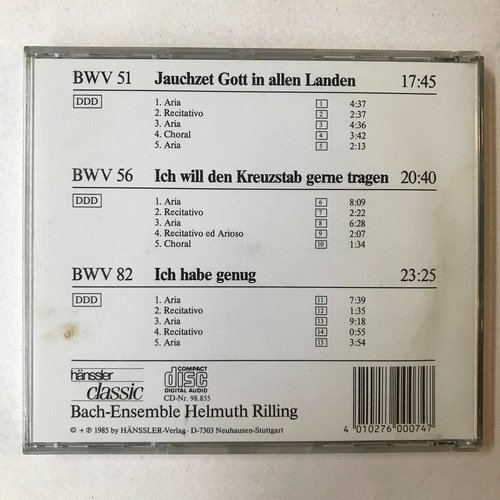 BWV 51 Jauchzet Gott in allen Landen 17:45
DDD
1. Aria 1 4:37
2. Recitativo 2 2:37
3. Aria 3 4:36
4. Choral 4 3:42
5. Aria 5 2:13
BWV 56 Ich will den Kreuzstab gerne tragen 20:40
DDD
1. Aria 6 8:09
2. Recitativo 7 2:22
3. Aria 8 6:28
4. Recitativo ed Arioso 9 2:07
5. Choral 10 1:34
BWV 82 Ich habe genug 23:25
DDD
1. Aria 11 7:39
2. Recitativo 12 1:35
3. Aria 13 9:18
4. Recitativo 14 0:55
5. Aria 15 3:54
hänssler
classic
COMPACT
disc
DIGITAL AUDIO
CD-Nr. 98.855
Bach-Ensemble Helmuth Rilling
© + ℗ 1985 by HÄNSSLER-Verlag · D-7303 Neuhausen-Stuttgart
4 010276 000747